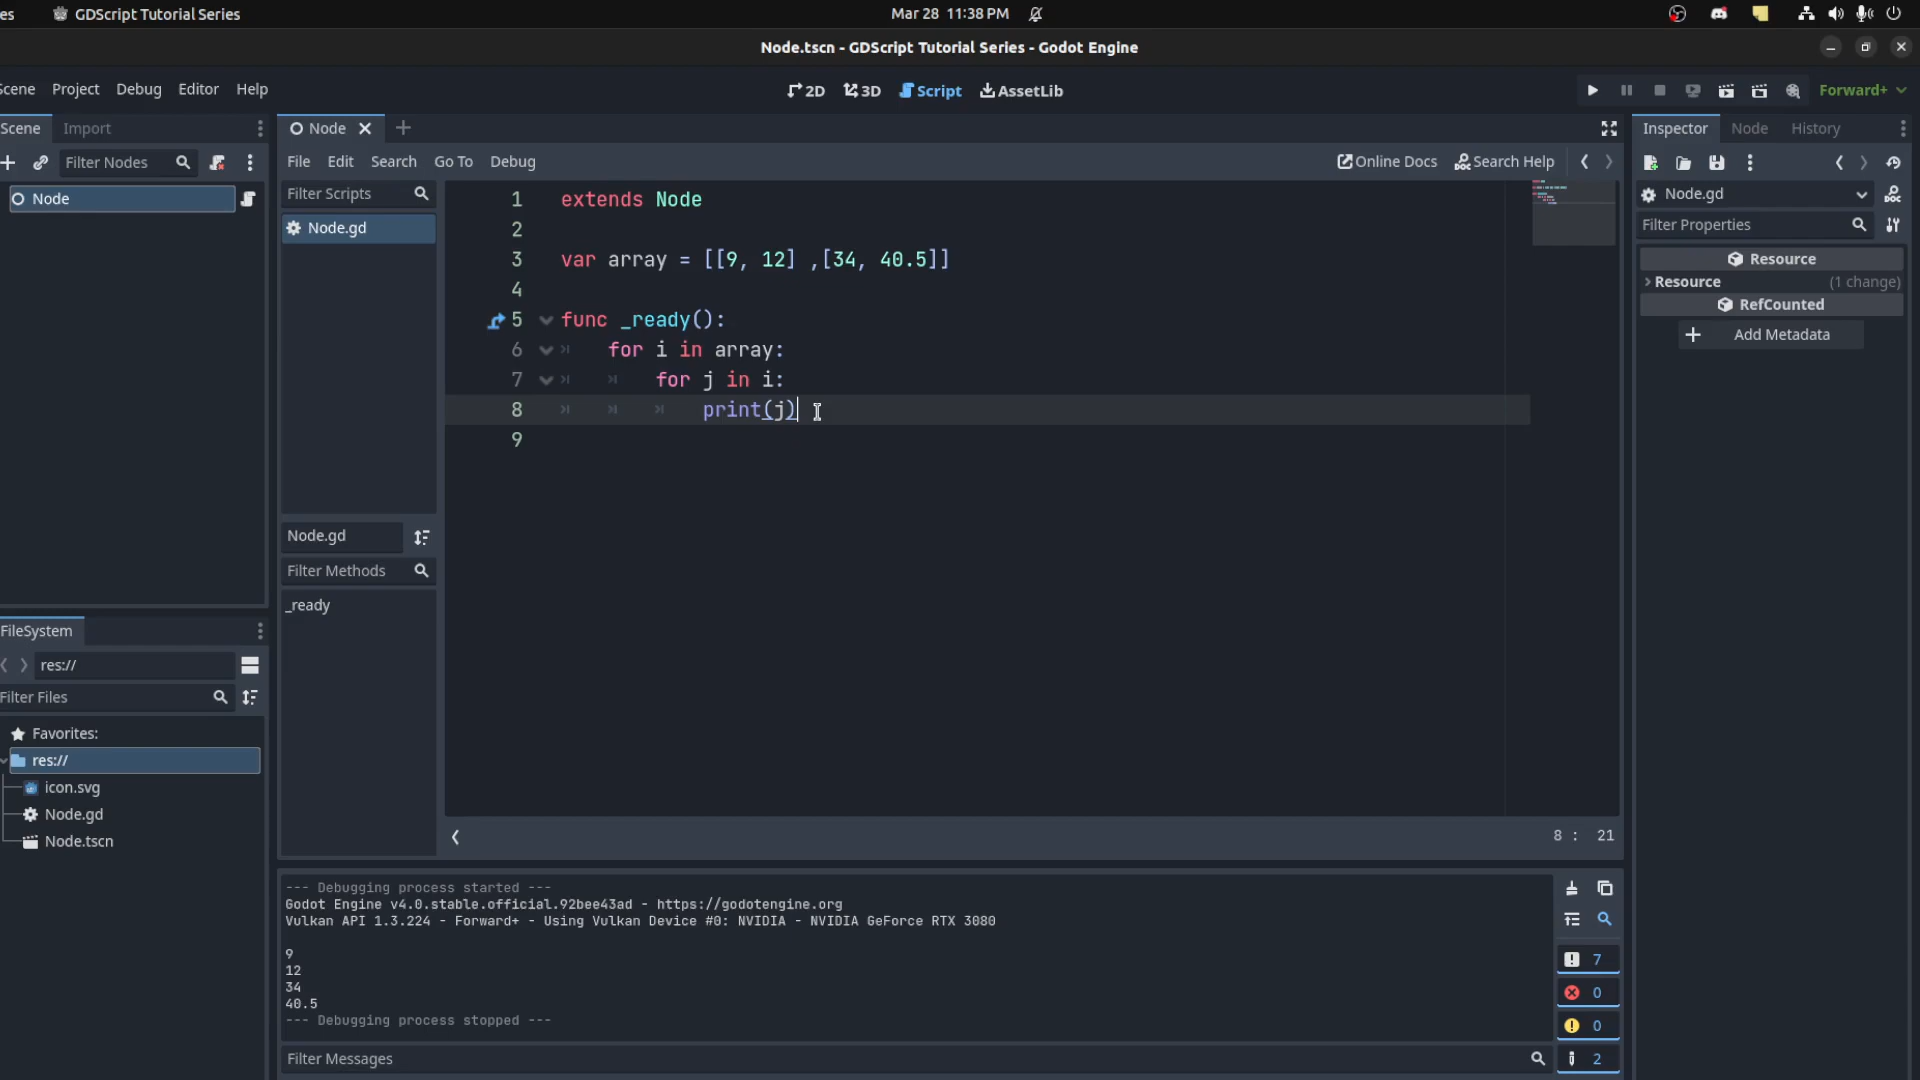 es GDScript Tutorial Series Mar 28 11:38 PM
Node.tscn - GDScript Tutorial Series - Godot Engine
Scene Project Debug Editor Help 2D 3D Script AssetLib Forward+
Scene Import
Filter Nodes
Node
FileSystem
res://
Filter Files
Favorites:
res://
icon.svg
Node.gd
Node.tscn
Node
File Edit Search Go To Debug Online Docs Search Help
Filter Scripts
Node.gd
Node.gd
Filter Methods
_ready
1 extends Node
2
3 var array = [[9, 12] ,[34, 40.5]]
4
5 func _ready():
6 for i in array:
7 for j in i:
8 print(j)
9
8 : 21
--- Debugging process started ---
Godot Engine v4.0.stable.official.92bee43ad - https://godotengine.org
Vulkan API 1.3.224 - Forward+ - Using Vulkan Device #0: NVIDIA - NVIDIA GeForce RTX 3080
9
12
34
40.5
--- Debugging process stopped ---
Filter Messages
7
0
0
2
Inspector Node History
Node.gd
Filter Properties
Resource
Resource (1 change)
RefCounted
Add Metadata